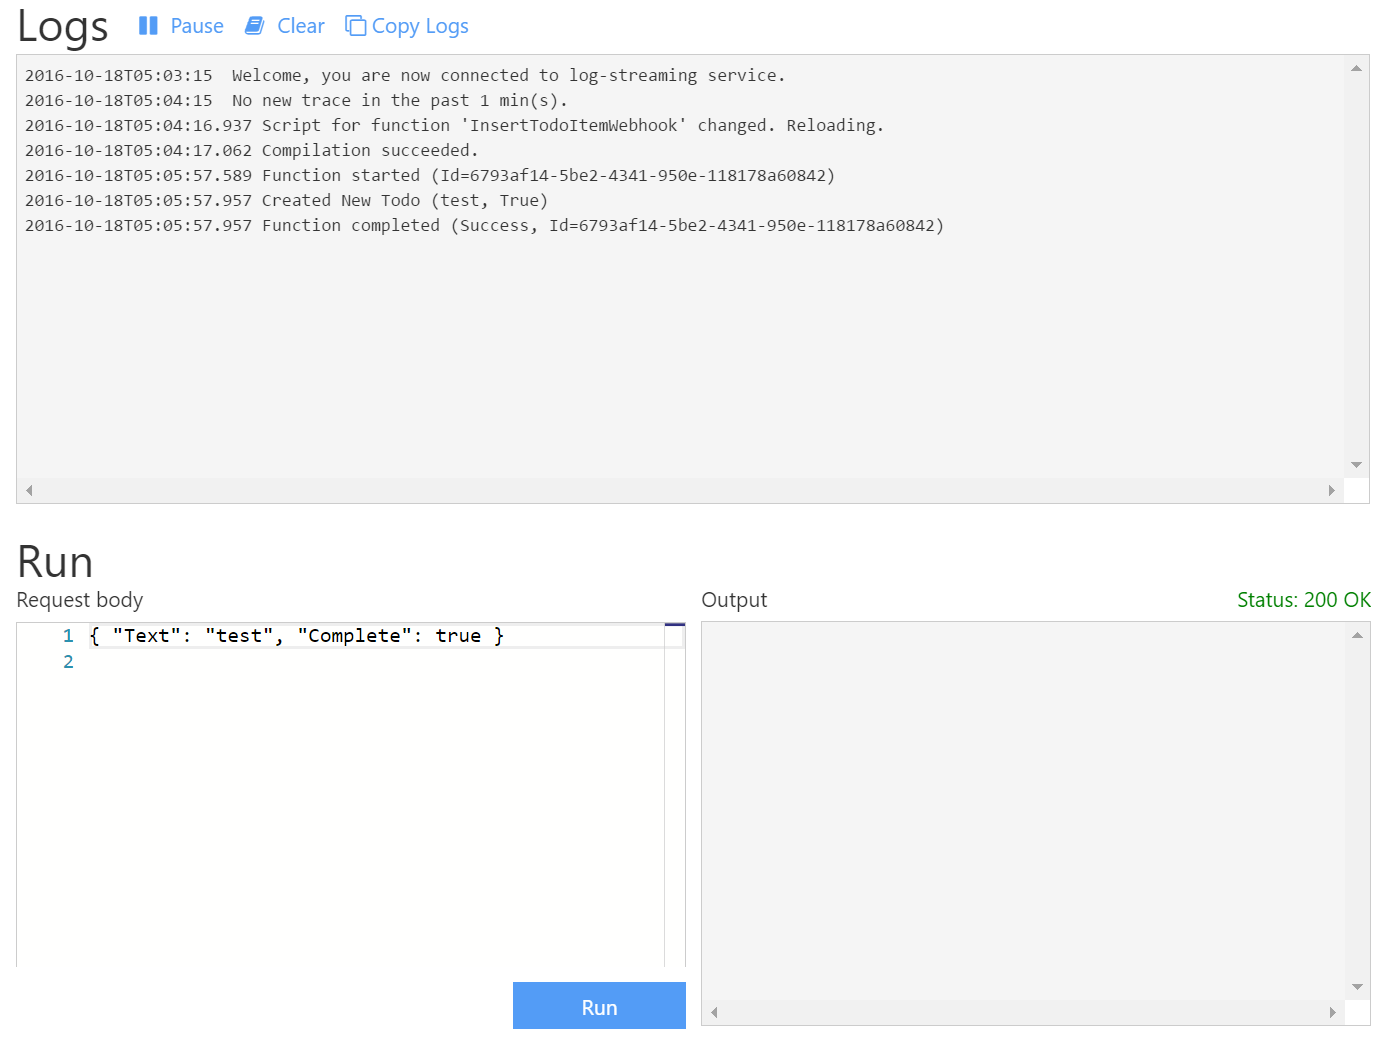 Logs Pause Clear Copy Logs
2016-10-18T05:03:15  Welcome, you are now connected to log-streaming service.
2016-10-18T05:04:15  No new trace in the past 1 min(s).
2016-10-18T05:04:16.937 Script for function 'InsertTodoItemWebhook' changed. Reloading.
2016-10-18T05:04:17.062 Compilation succeeded.
2016-10-18T05:05:57.589 Function started (Id=6793af14-5be2-4341-950e-118178a60842)
2016-10-18T05:05:57.957 Created New Todo (test, True)
2016-10-18T05:05:57.957 Function completed (Success, Id=6793af14-5be2-4341-950e-118178a60842)
Run
Request body
1 { "Text": "test", "Complete": true }
2
Run
Output Status: 200 OK